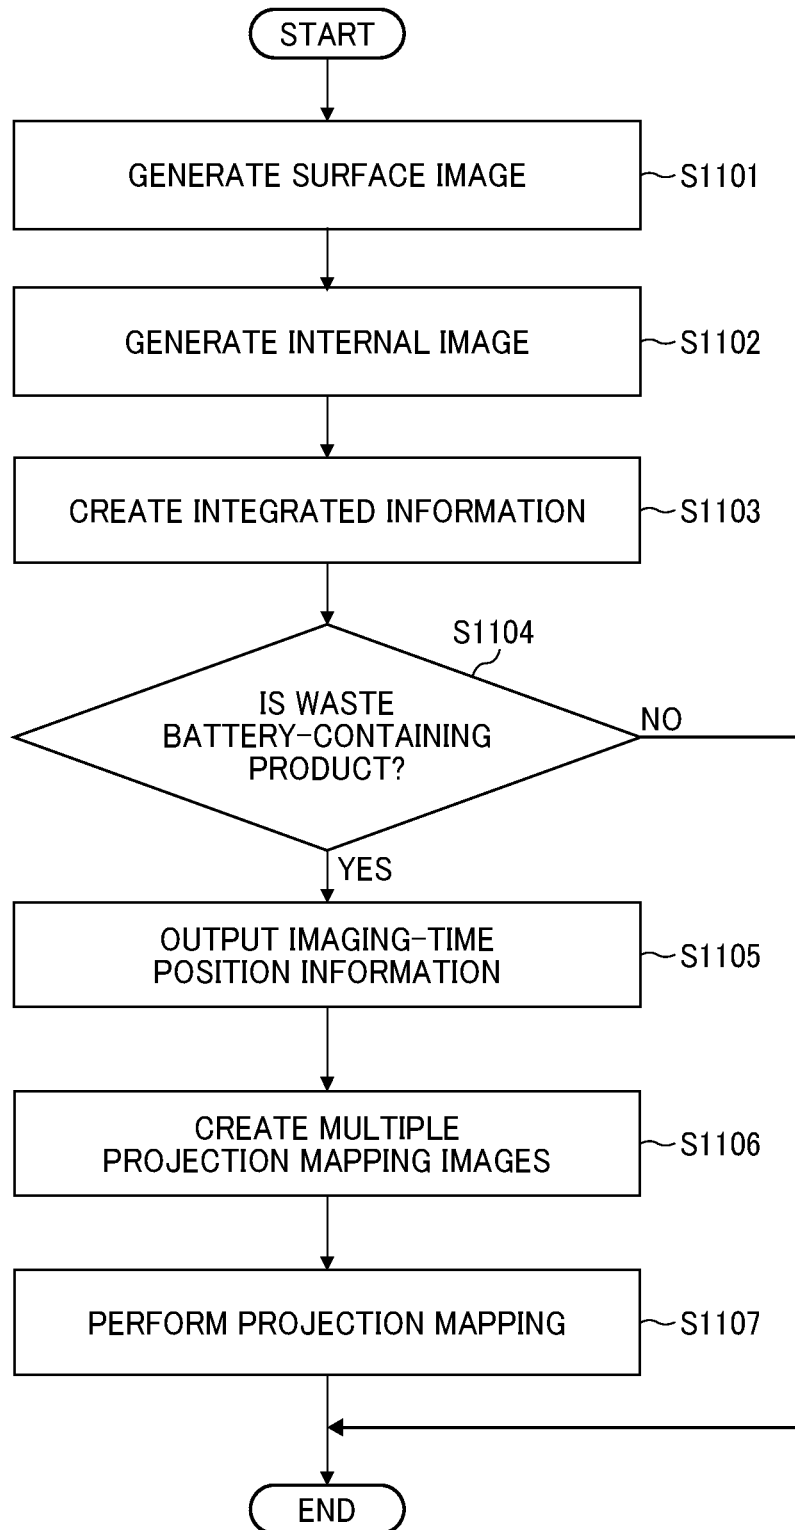 START
GENERATE SURFACE IMAGE
S1101
GENERATE INTERNAL IMAGE
S1102
CREATE INTEGRATED INFORMATION
S1103
S1104
IS WASTE
BATTERY-CONTAINING
PRODUCT?
NO
YES
OUTPUT IMAGING-TIME
POSITION INFORMATION
S1105
CREATE MULTIPLE
PROJECTION MAPPING IMAGES
S1106
PERFORM PROJECTION MAPPING
S1107
END